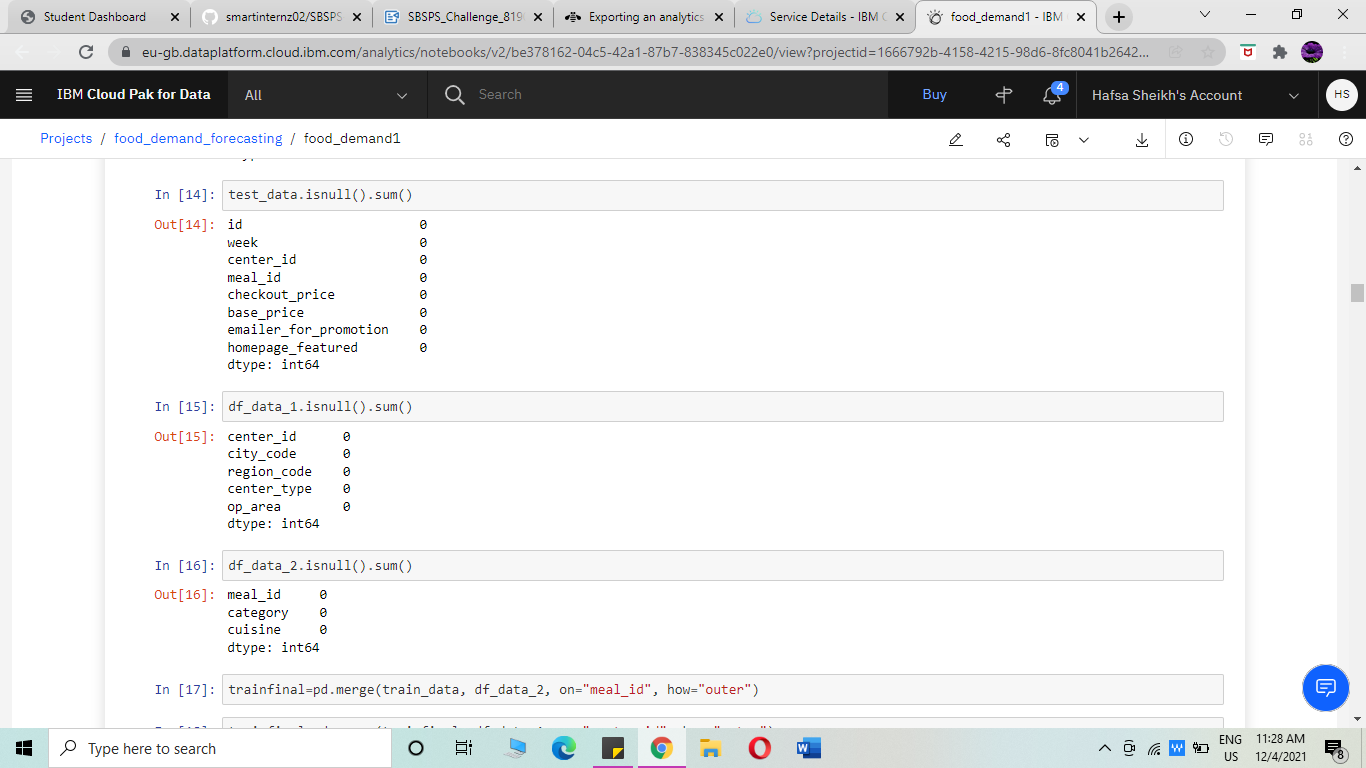 Student Dashboard
smartinternz02/SBSPS
SBSPS_Challenge_819
Exporting an analytics
Service Details - IBM
food_demand1 - IBM
eu-gb.dataplatform.cloud.ibm.com/analytics/notebooks/v2/be378162-04c5-42a1-87b7-838345c022e0/view?projectid=1666792b-4158-4215-98d6-8fc8041b2642...
IBM Cloud Pak for Data
All
Search
Buy
4
Hafsa Sheikh's Account
HS
Projects / food_demand_forecasting / food_demand1
In [14]: test_data.isnull().sum()
Out[14]: id 0
week 0
center_id 0
meal_id 0
checkout_price 0
base_price 0
emailer_for_promotion 0
homepage_featured 0
dtype: int64
In [15]: df_data_1.isnull().sum()
Out[15]: center_id 0
city_code 0
region_code 0
center_type 0
op_area 0
dtype: int64
In [16]: df_data_2.isnull().sum()
Out[16]: meal_id 0
category 0
cuisine 0
dtype: int64
In [17]: trainfinal=pd.merge(train_data, df_data_2, on="meal_id", how="outer")
Type here to search
ENG
US
11:28 AM
12/4/2021
8